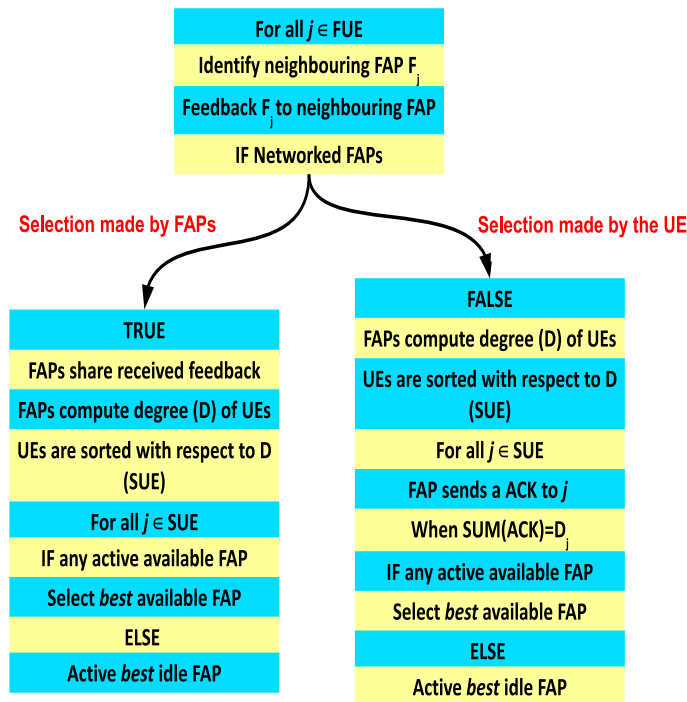 For all j ∈ FUE
Identify neighbouring FAP Fj
Feedback Fj to neighbouring FAP
IF Networked FAPs
Selection made by FAPs
Selection made by the UE
TRUE
FAPs share received feedback
FAPs compute degree (D) of UEs
UEs are sorted with respect to D
(SUE)
For all j ∈ SUE
IF any active available FAP
Select best available FAP
ELSE
Active best idle FAP
FALSE
FAPs compute degree (D) of UEs
UEs are sorted with respect to D
(SUE)
For all j ∈ SUE
FAP sends a ACK to j
When SUM(ACK)=Dj
IF any active available FAP
Select best available FAP
ELSE
Active best idle FAP